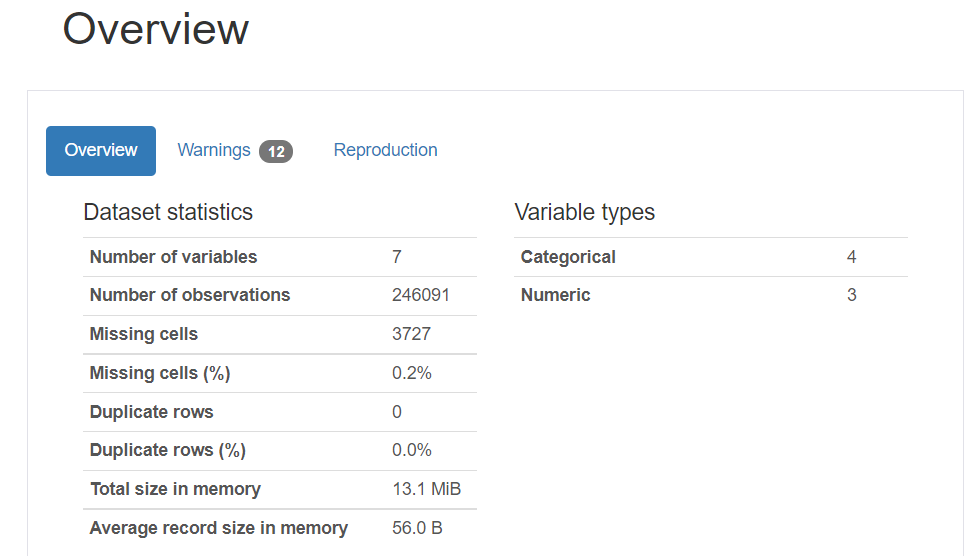 Overview
Overview Warnings 12 Reproduction
Dataset statistics
Number of variables 7
Number of observations 246091
Missing cells 3727
Missing cells (%) 0.2%
Duplicate rows 0
Duplicate rows (%) 0.0%
Total size in memory 13.1 MiB
Average record size in memory 56.0 B
Variable types
Categorical 4
Numeric 3